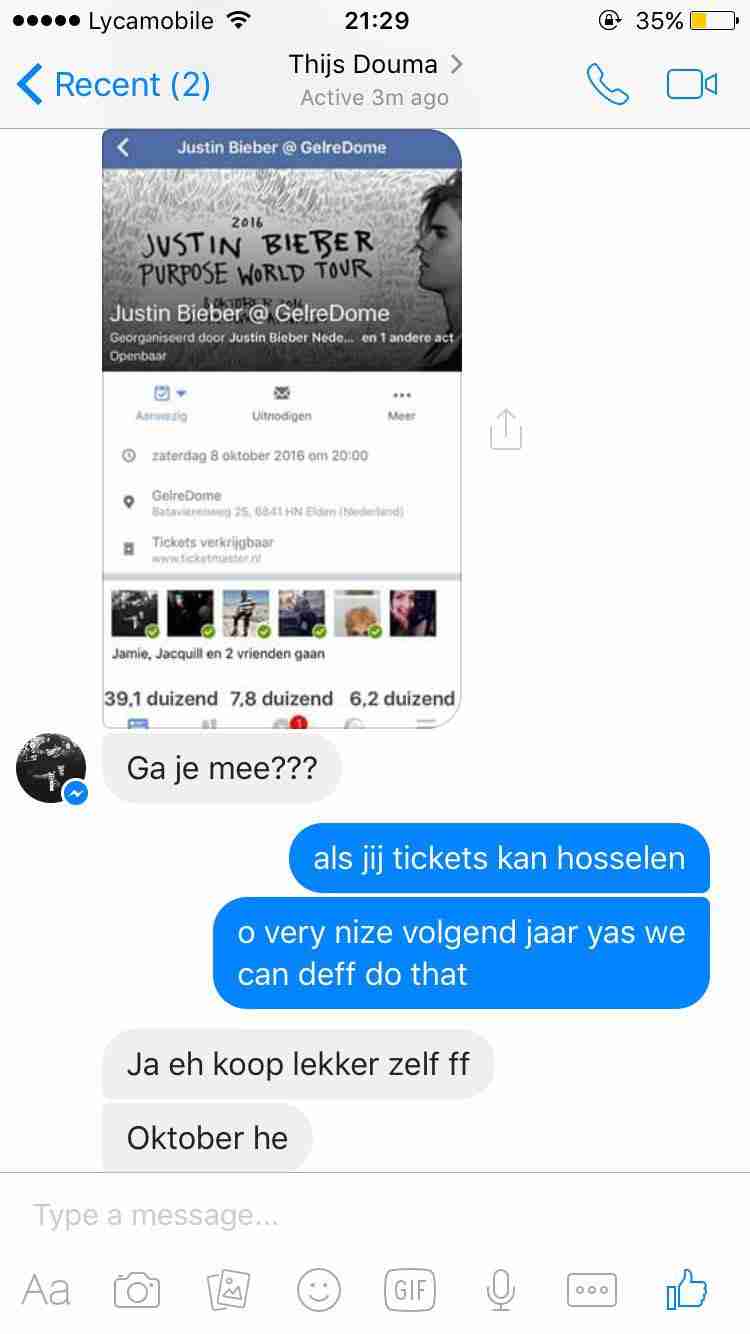 Lycamobile 21:29 35%
Recent (2) Thijs Douma
Active 3m ago
Justin Bieber @ GelreDome
2016
JUSTIN BIEBER
PURPOSE WORLD TOUR
Justin Bieber @ GelreDome
Georganiseerd door Justin Bieber Nede... en 1 andere act
Openbaar
Aanwezig Uitnodigen Meer
zaterdag 8 oktober 2016 om 20:00
GelreDome
Batavierenweg 25, 6841 HN Elden (Nederland)
Tickets verkrijgbaar
www.ticketmaster.nl
Jamie, Jacquill en 2 vrienden gaan
39,1 duizend 7,8 duizend 6,2 duizend
1
Ga je mee???
als jij tickets kan hosselen
o very nize volgend jaar yas we
can deff do that
Ja eh koop lekker zelf ff
Oktober he
Type a message...
Aa GIF